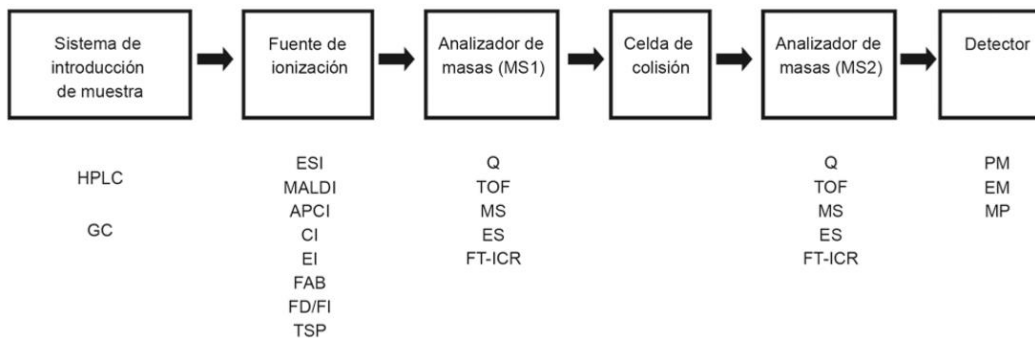 Sistema de
introducción
de muestra
Fuente de
ionización
Analizador de
masas (MS1)
Celda de
colisión
Analizador de
masas (MS2)
Detector
HPLC
GC
ESI
MALDI
APCI
CI
EI
FAB
FD/FI
TSP
Q
TOF
MS
ES
FT-ICR
Q
TOF
MS
ES
FT-ICR
PM
EM
MP